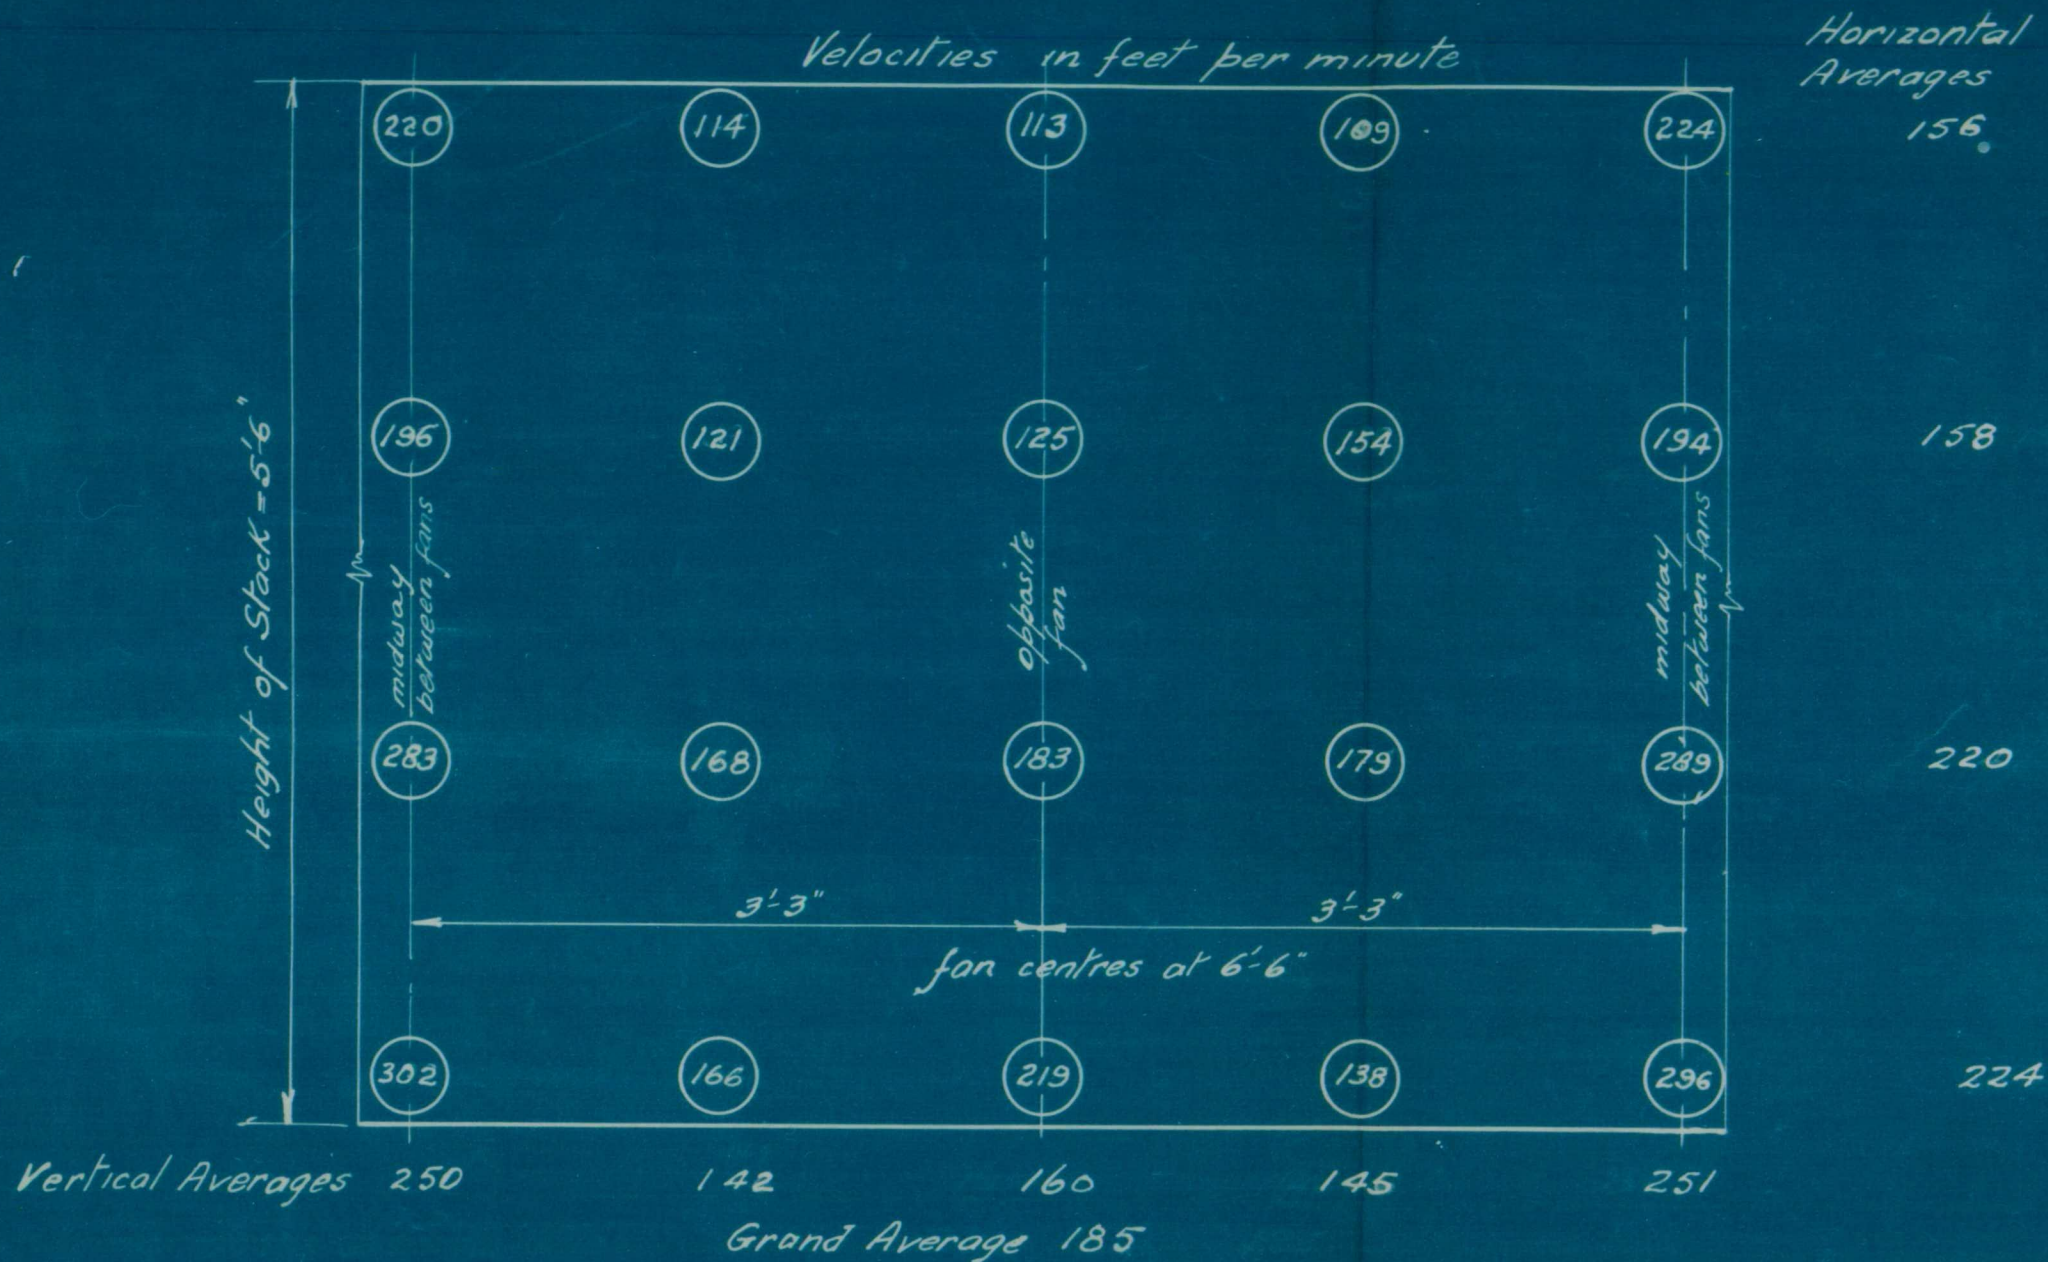 Velocities in feet per minute
Horizontal
Averages
220 114 113 109 224 156
196 121 125 154 194 158
Height of Stack = 5'-6"
midway
between fans
opposite
fan
midway
between fans
283 168 183 179 289 220
3'-3" 3'-3"
fan centres at 6'-6"
302 166 219 138 296 224
Vertical Averages 250 142 160 145 251
Grand Average 185